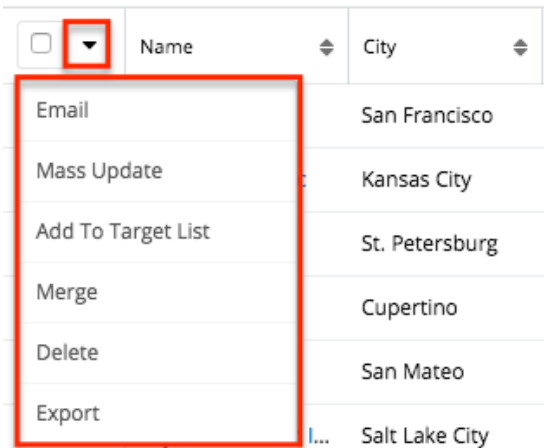 Name City
Email San Francisco
Mass Update Kansas City
Add To Target List St. Petersburg
Merge Cupertino
Delete San Mateo
Export Salt Lake City